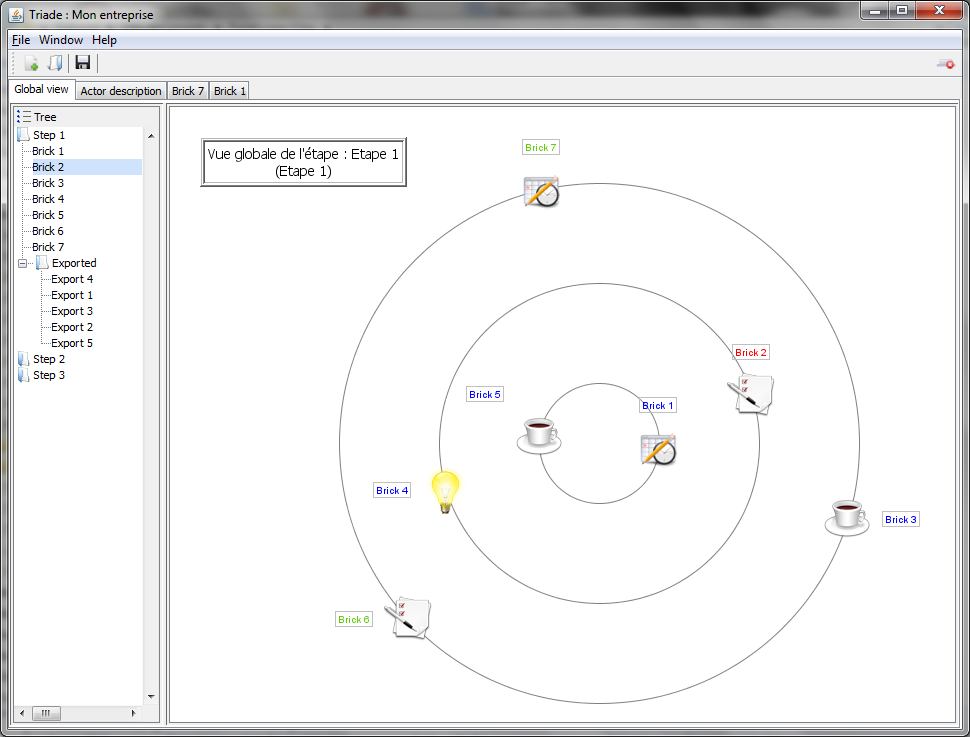 Triade : Mon entreprise
File Window Help
Global view Actor description Brick 7 Brick 1
Tree
Step 1
Brick 1
Brick 2
Brick 3
Brick 4
Brick 5
Brick 6
Brick 7
Exported
Export 4
Export 1
Export 3
Export 2
Export 5
Step 2
Step 3
Vue globale de l'étape : Etape 1
(Etape 1)
Brick 7
Brick 2
Brick 5
Brick 1
Brick 4
Brick 3
Brick 6